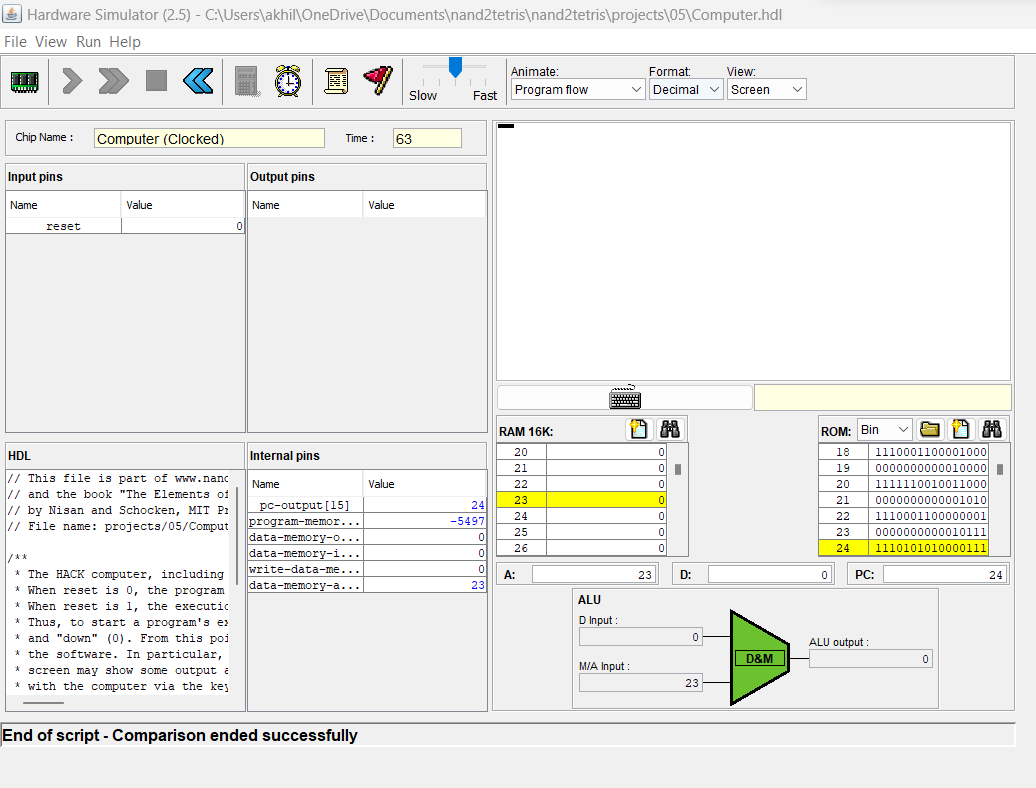 Hardware Simulator (2.5) - C:\Users\akhil\OneDrive\Documents\nand2tetris\nand2tetris\projects\05\Computer.hdl
File View Run Help
Slow Fast
Animate: Format: View:
Program flow Decimal Screen
Chip Name : Computer (Clocked) Time : 63
Input pins
Name Value
reset 0
Output pins
Name Value
HDL
// This file is part of www.nand
// and the book "The Elements of
// by Nisan and Schocken, MIT Pr
// File name: projects/05/Comput
/**
* The HACK computer, including
* When reset is 0, the program
* When reset is 1, the executio
* Thus, to start a program's ex
* and "down" (0). From this poi
* the software. In particular,
* screen may show some output a
* with the computer via the key
Internal pins
Name Value
pc-output[15] 24
program-memor... -5497
data-memory-o... 0
data-memory-i... 0
write-data-me... 0
data-memory-a... 23
RAM 16K:
20 0
21 0
22 0
23 0
24 0
25 0
26 0
ROM: Bin
18 1110001100001000
19 0000000000010000
20 1111110010011000
21 0000000000001010
22 1110001100000001
23 0000000000010111
24 1110101010000111
A: 23 D: 0 PC: 24
ALU
D Input :
0
M/A Input :
23
D&M
ALU output :
0
End of script - Comparison ended successfully